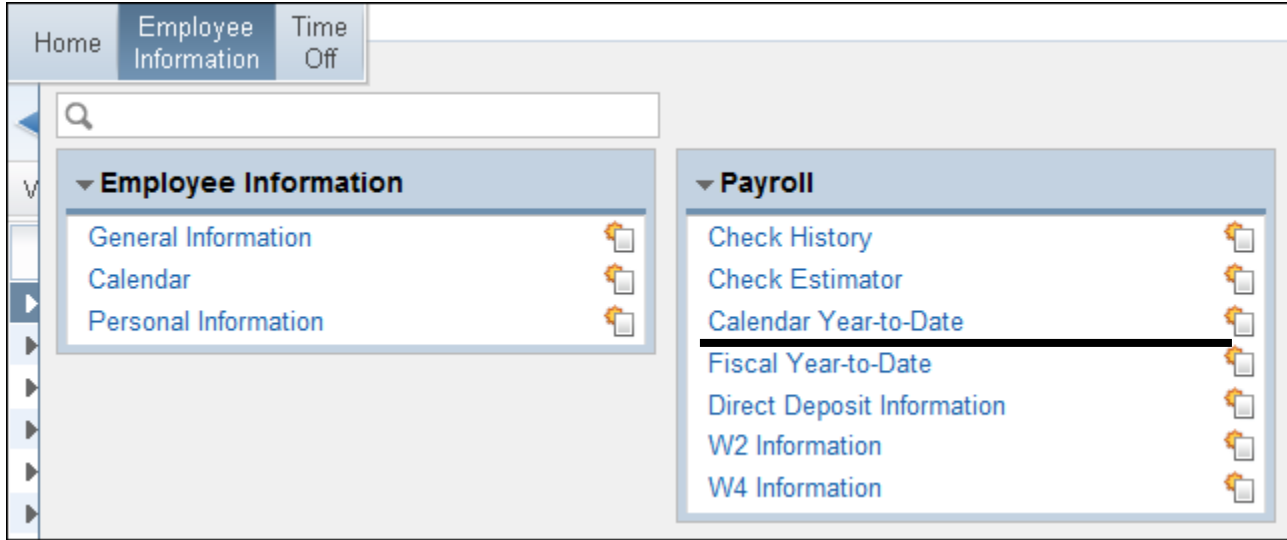 Home
Employee
Information
Time
Off
V
Employee Information
General Information
Calendar
Personal Information
Payroll
Check History
Check Estimator
Calendar Year-to-Date
Fiscal Year-to-Date
Direct Deposit Information
W2 Information
W4 Information